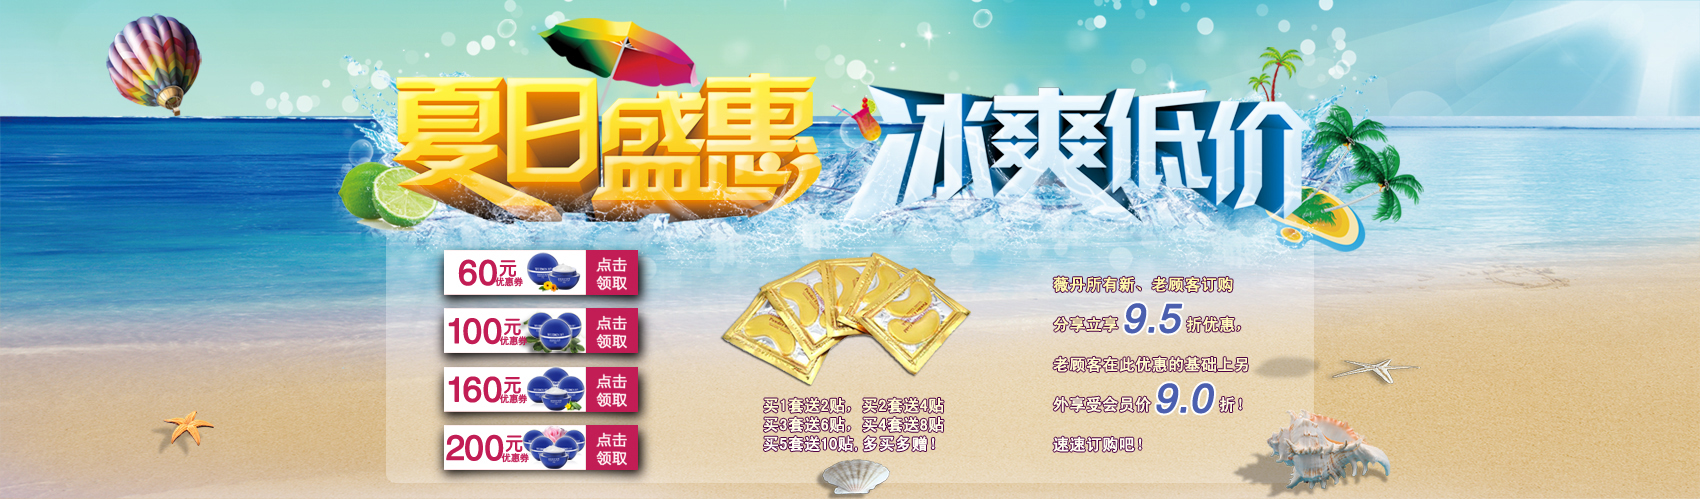 夏日盛惠 冰爽低价
60元
优惠券
点击
领取
100元
优惠券
点击
领取
160元
优惠券
点击
领取
200元
优惠券
点击
领取
买1套送2贴，买2套送4贴
买3套送6贴，买4套送8贴
买5套送10贴，多买多赠！
薇丹所有新、老顾客订购
分享立享 9.5 折优惠，
老顾客在此优惠的基础上另
外享受会员价 9.0 折！
速速订购吧！